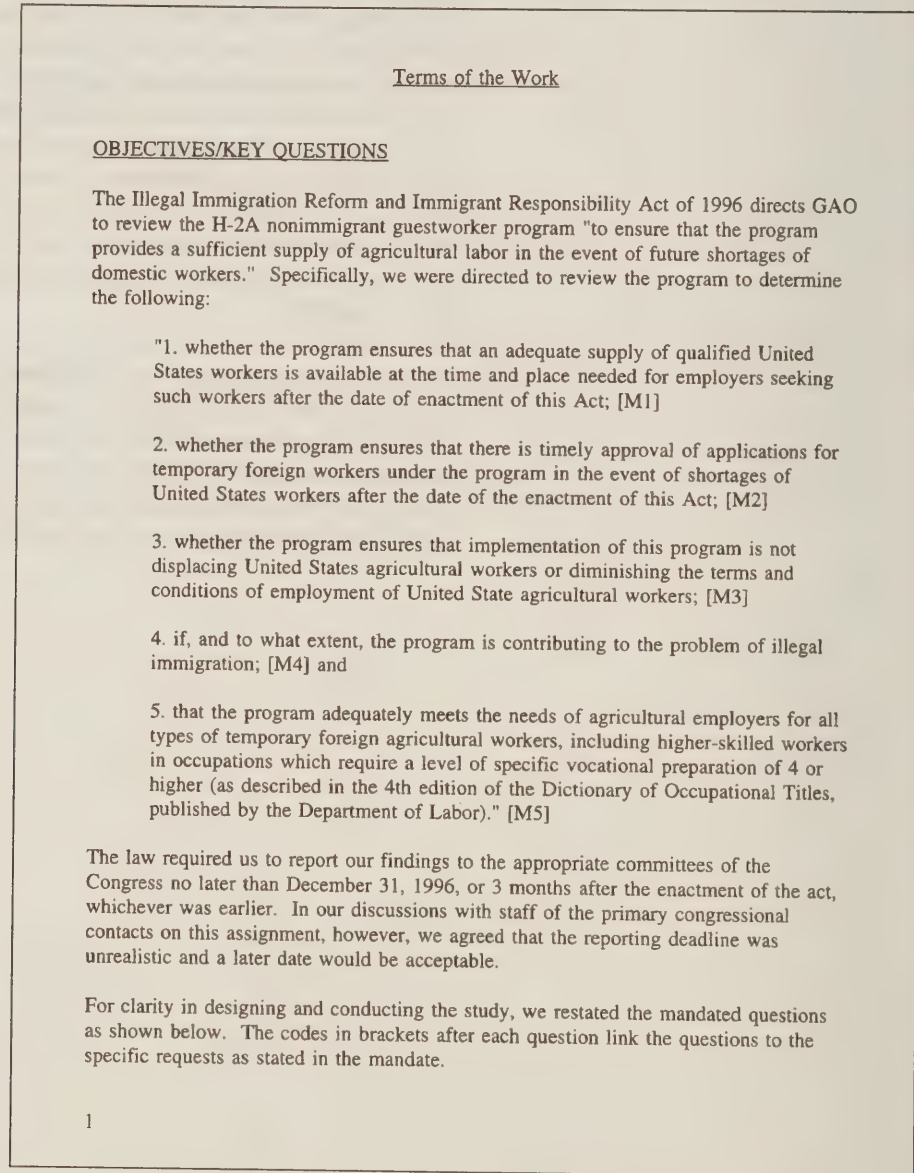 Terms of the Work
OBJECTIVES/KEY QUESTIONS
The Illegal Immigration Reform and Immigrant Responsibility Act of 1996 directs GAO
to review the H-2A nonimmigrant guestworker program "to ensure that the program
provides a sufficient supply of agricultural labor in the event of future shortages of
domestic workers." Specifically, we were directed to review the program to determine
the following:
"1. whether the program ensures that an adequate supply of qualified United
States workers is available at the time and place needed for employers seeking
such workers after the date of enactment of this Act; [M1]
2. whether the program ensures that there is timely approval of applications for
temporary foreign workers under the program in the event of shortages of
United States workers after the date of the enactment of this Act; [M2]
3. whether the program ensures that implementation of this program is not
displacing United States agricultural workers or diminishing the terms and
conditions of employment of United State agricultural workers; [M3]
4. if, and to what extent, the program is contributing to the problem of illegal
immigration; [M4] and
5. that the program adequately meets the needs of agricultural employers for all
types of temporary foreign agricultural workers, including higher-skilled workers
in occupations which require a level of specific vocational preparation of 4 or
higher (as described in the 4th edition of the Dictionary of Occupational Titles,
published by the Department of Labor)." [M5]
The law required us to report our findings to the appropriate committees of the
Congress no later than December 31, 1996, or 3 months after the enactment of the act,
whichever was earlier. In our discussions with staff of the primary congressional
contacts on this assignment, however, we agreed that the reporting deadline was
unrealistic and a later date would be acceptable.
For clarity in designing and conducting the study, we restated the mandated questions
as shown below. The codes in brackets after each question link the questions to the
specific requests as stated in the mandate.
1